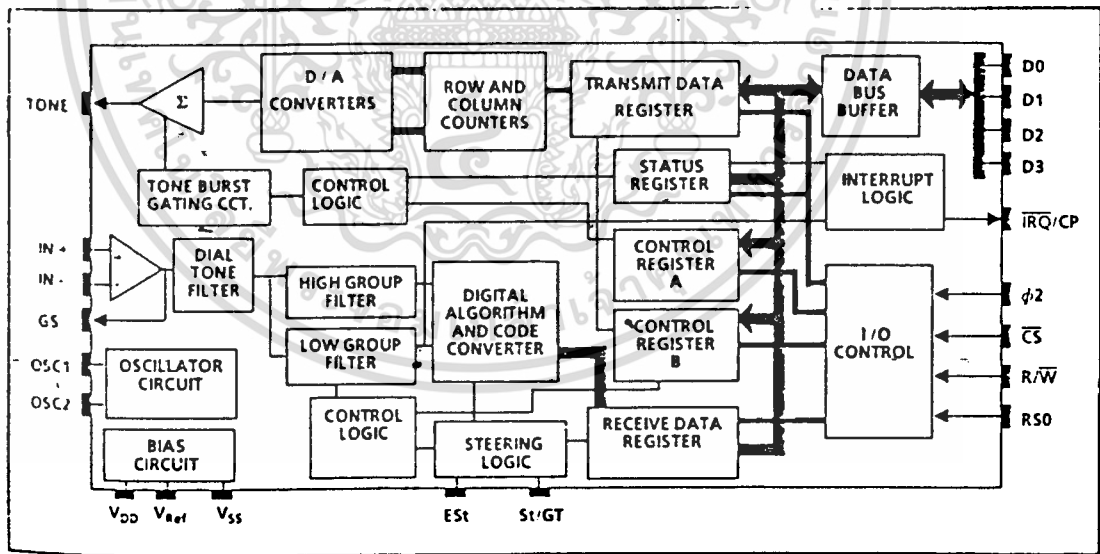 TONE
Σ
D / A
CONVERTERS
ROW AND
COLUMN
COUNTERS
TRANSMIT DATA
REGISTER
DATA
BUS
BUFFER
D0
D1
D2
D3
TONE BURST
GATING CCT.
CONTROL
LOGIC
STATUS
REGISTER
INTERRUPT
LOGIC
I̅R̅Q̅/CP
IN +
IN -
GS
DIAL
TONE
FILTER
HIGH GROUP
FILTER
LOW GROUP
FILTER
DIGITAL
ALGORITHM
AND CODE
CONVERTER
CONTROL
REGISTER
A
CONTROL
REGISTER
B
I/O
CONTROL
ϕ2
C̅S̅
R/W̅
RS0
OSC1
OSC2
OSCILLATOR
CIRCUIT
CONTROL
LOGIC
STEERING
LOGIC
RECEIVE DATA
REGISTER
BIAS
CIRCUIT
VDD
VRef
VSS
ESt
St/GT